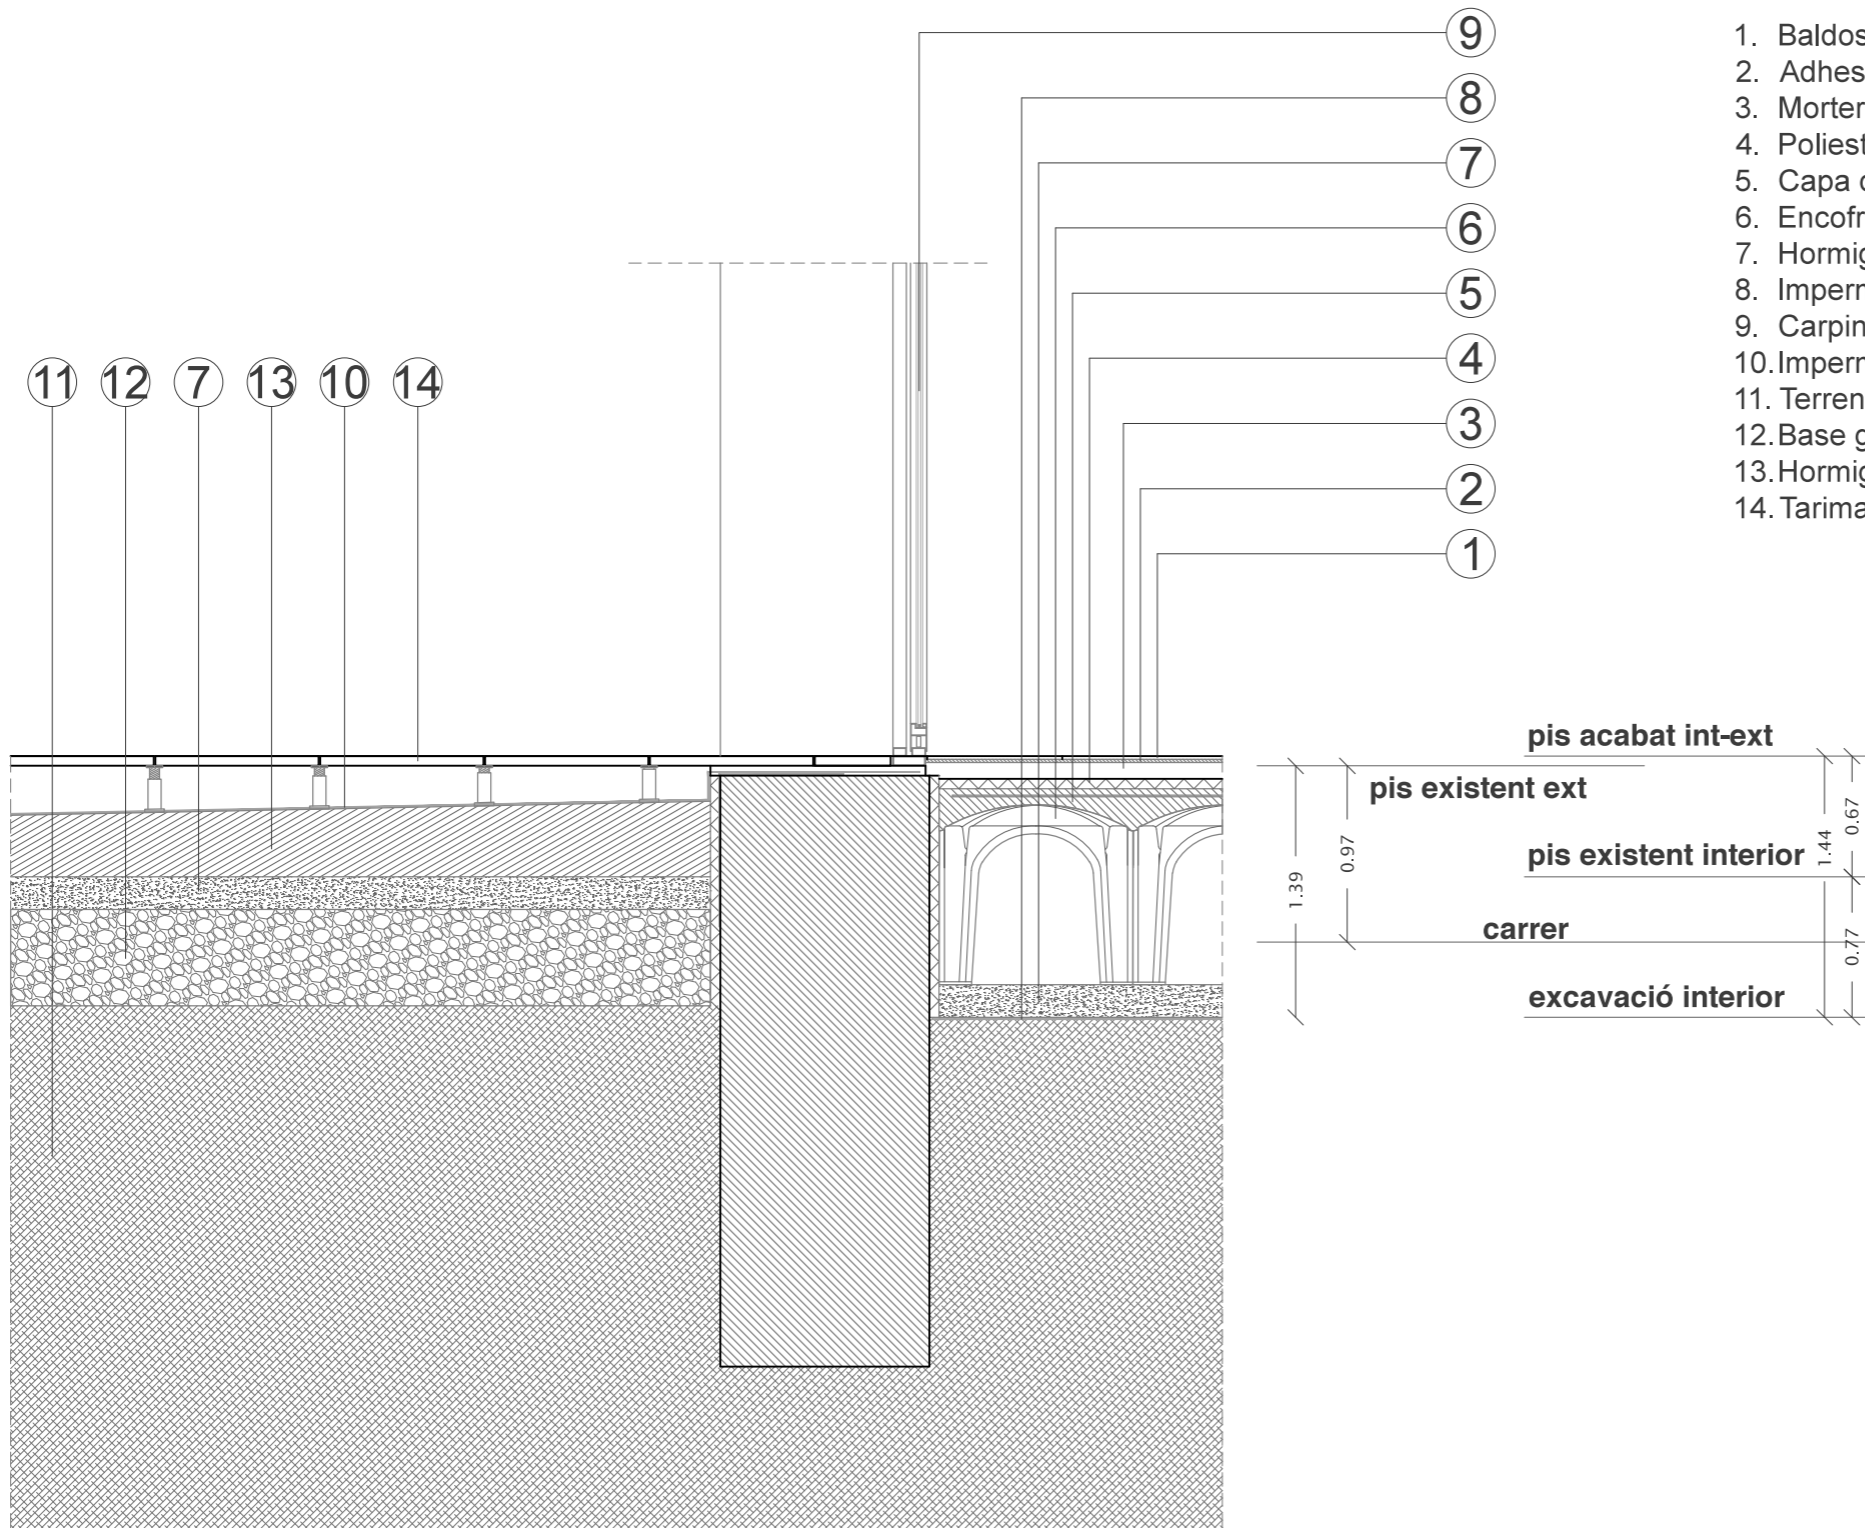 9
8
7
6
5
4
3
2
1
11 12 7 13 10 14
1. Baldos
2. Adhes
3. Morter
4. Poliest
5. Capa
6. Encofr
7. Hormig
8. Imperm
9. Carpin
10. Imperm
11. Terren
12. Base g
13. Hormig
14. Tarima
pis acabat int-ext
pis existent ext
pis existent interior
carrer
excavació interior
1.39
0.97
1.44
0.67
0.77